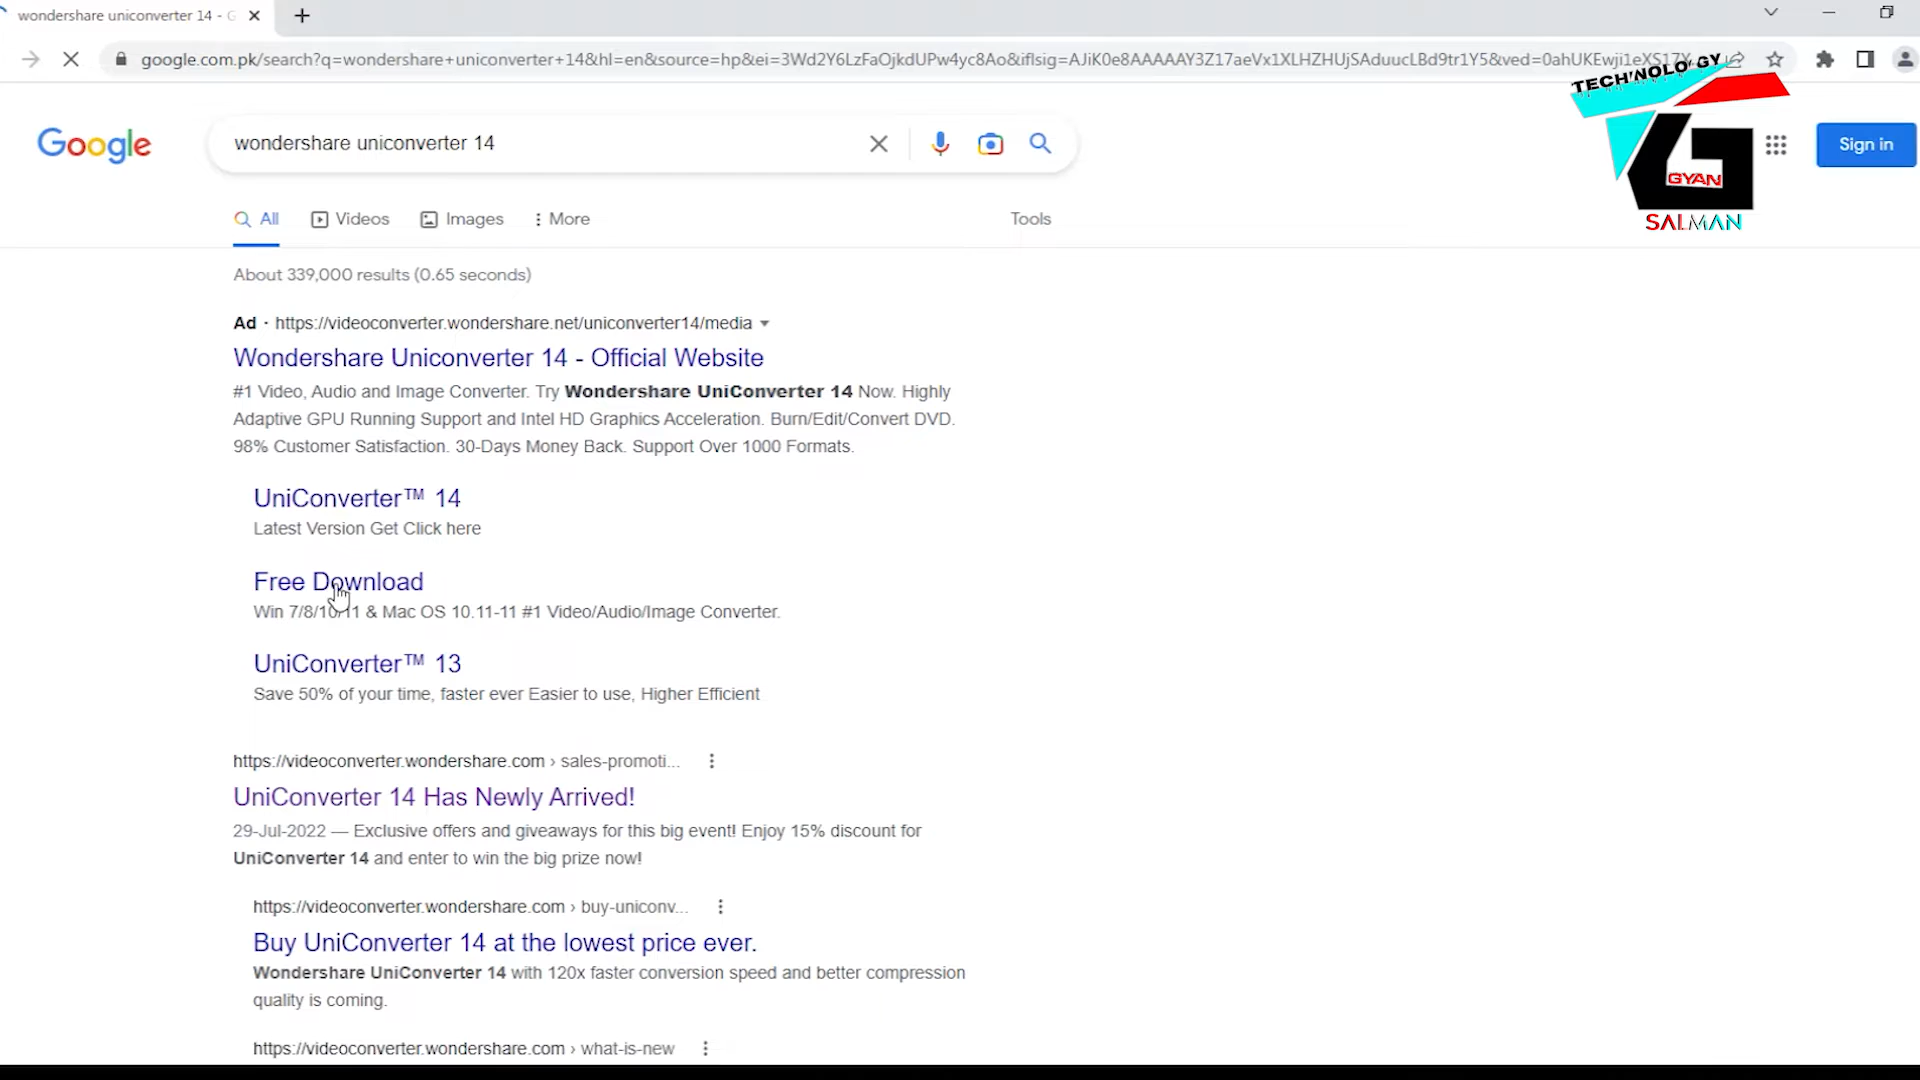 wondershare uniconverter 14 - G
google.com.pk/search?q=wondershare+uniconverter+14&hl=en&source=hp&ei=3Wd2Y6LzFaOjkdUPw4yc8Ao&iflsig=AJiK0e8AAAAAY3Z17aeVx1XLHZHUjSAduucLBd9tr1Y5&ved=0ahUKEwji1eXS17X
TECH'NOLO'GY
Google
wondershare uniconverter 14
Sign in
GYAN
SALMAN
All
Videos
Images
More
Tools
About 339,000 results (0.65 seconds)
Ad · https://videoconverter.wondershare.net/uniconverter14/media
Wondershare Uniconverter 14 - Official Website
#1 Video, Audio and Image Converter. Try Wondershare UniConverter 14 Now. Highly
Adaptive GPU Running Support and Intel HD Graphics Acceleration. Burn/Edit/Convert DVD.
98% Customer Satisfaction. 30-Days Money Back. Support Over 1000 Formats.
UniConverter™ 14
Latest Version Get Click here
Free Download
Win 7/8/10/11 & Mac OS 10.11-11 #1 Video/Audio/Image Converter.
UniConverter™ 13
Save 50% of your time, faster ever Easier to use, Higher Efficient
https://videoconverter.wondershare.com › sales-promoti...
UniConverter 14 Has Newly Arrived!
29-Jul-2022 — Exclusive offers and giveaways for this big event! Enjoy 15% discount for
UniConverter 14 and enter to win the big prize now!
https://videoconverter.wondershare.com › buy-uniconv...
Buy UniConverter 14 at the lowest price ever.
Wondershare UniConverter 14 with 120x faster conversion speed and better compression
quality is coming.
https://videoconverter.wondershare.com › what-is-new